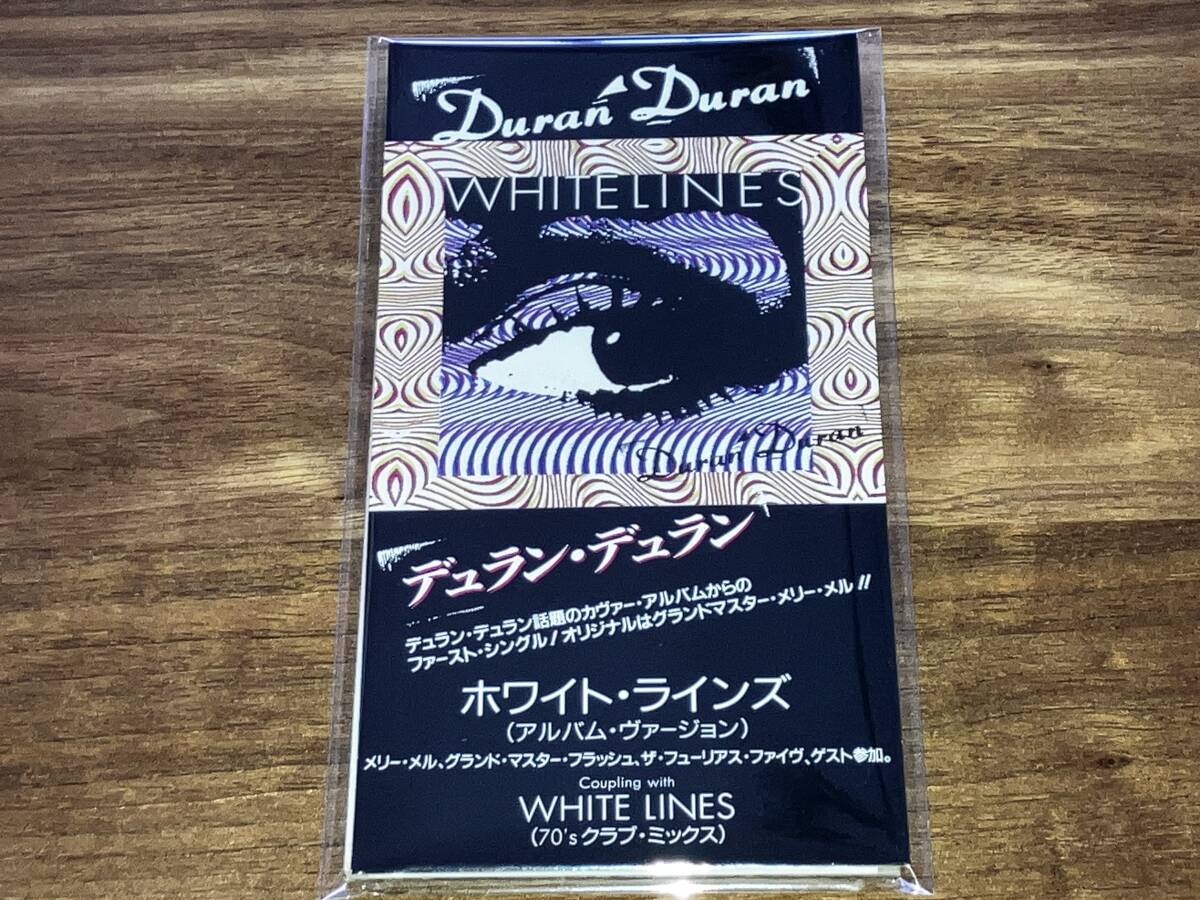 Duran Duran
WHITE LINES
Duran Duran
デュラン・デュラン
デュラン・デュラン話題のカヴァー・アルバムからの
ファースト・シングル!オリジナルはグラントマスター・メリー・メル!!
ホワイト・ラインズ
(アルバム・ヴァージョン)
メリー・メル、グランド・マスター・フラッシュ、ザ・フューリアス・ファイヴ、ゲスト参加。
Coupling with
WHITE LINES
(70'sクラブ・ミックス)